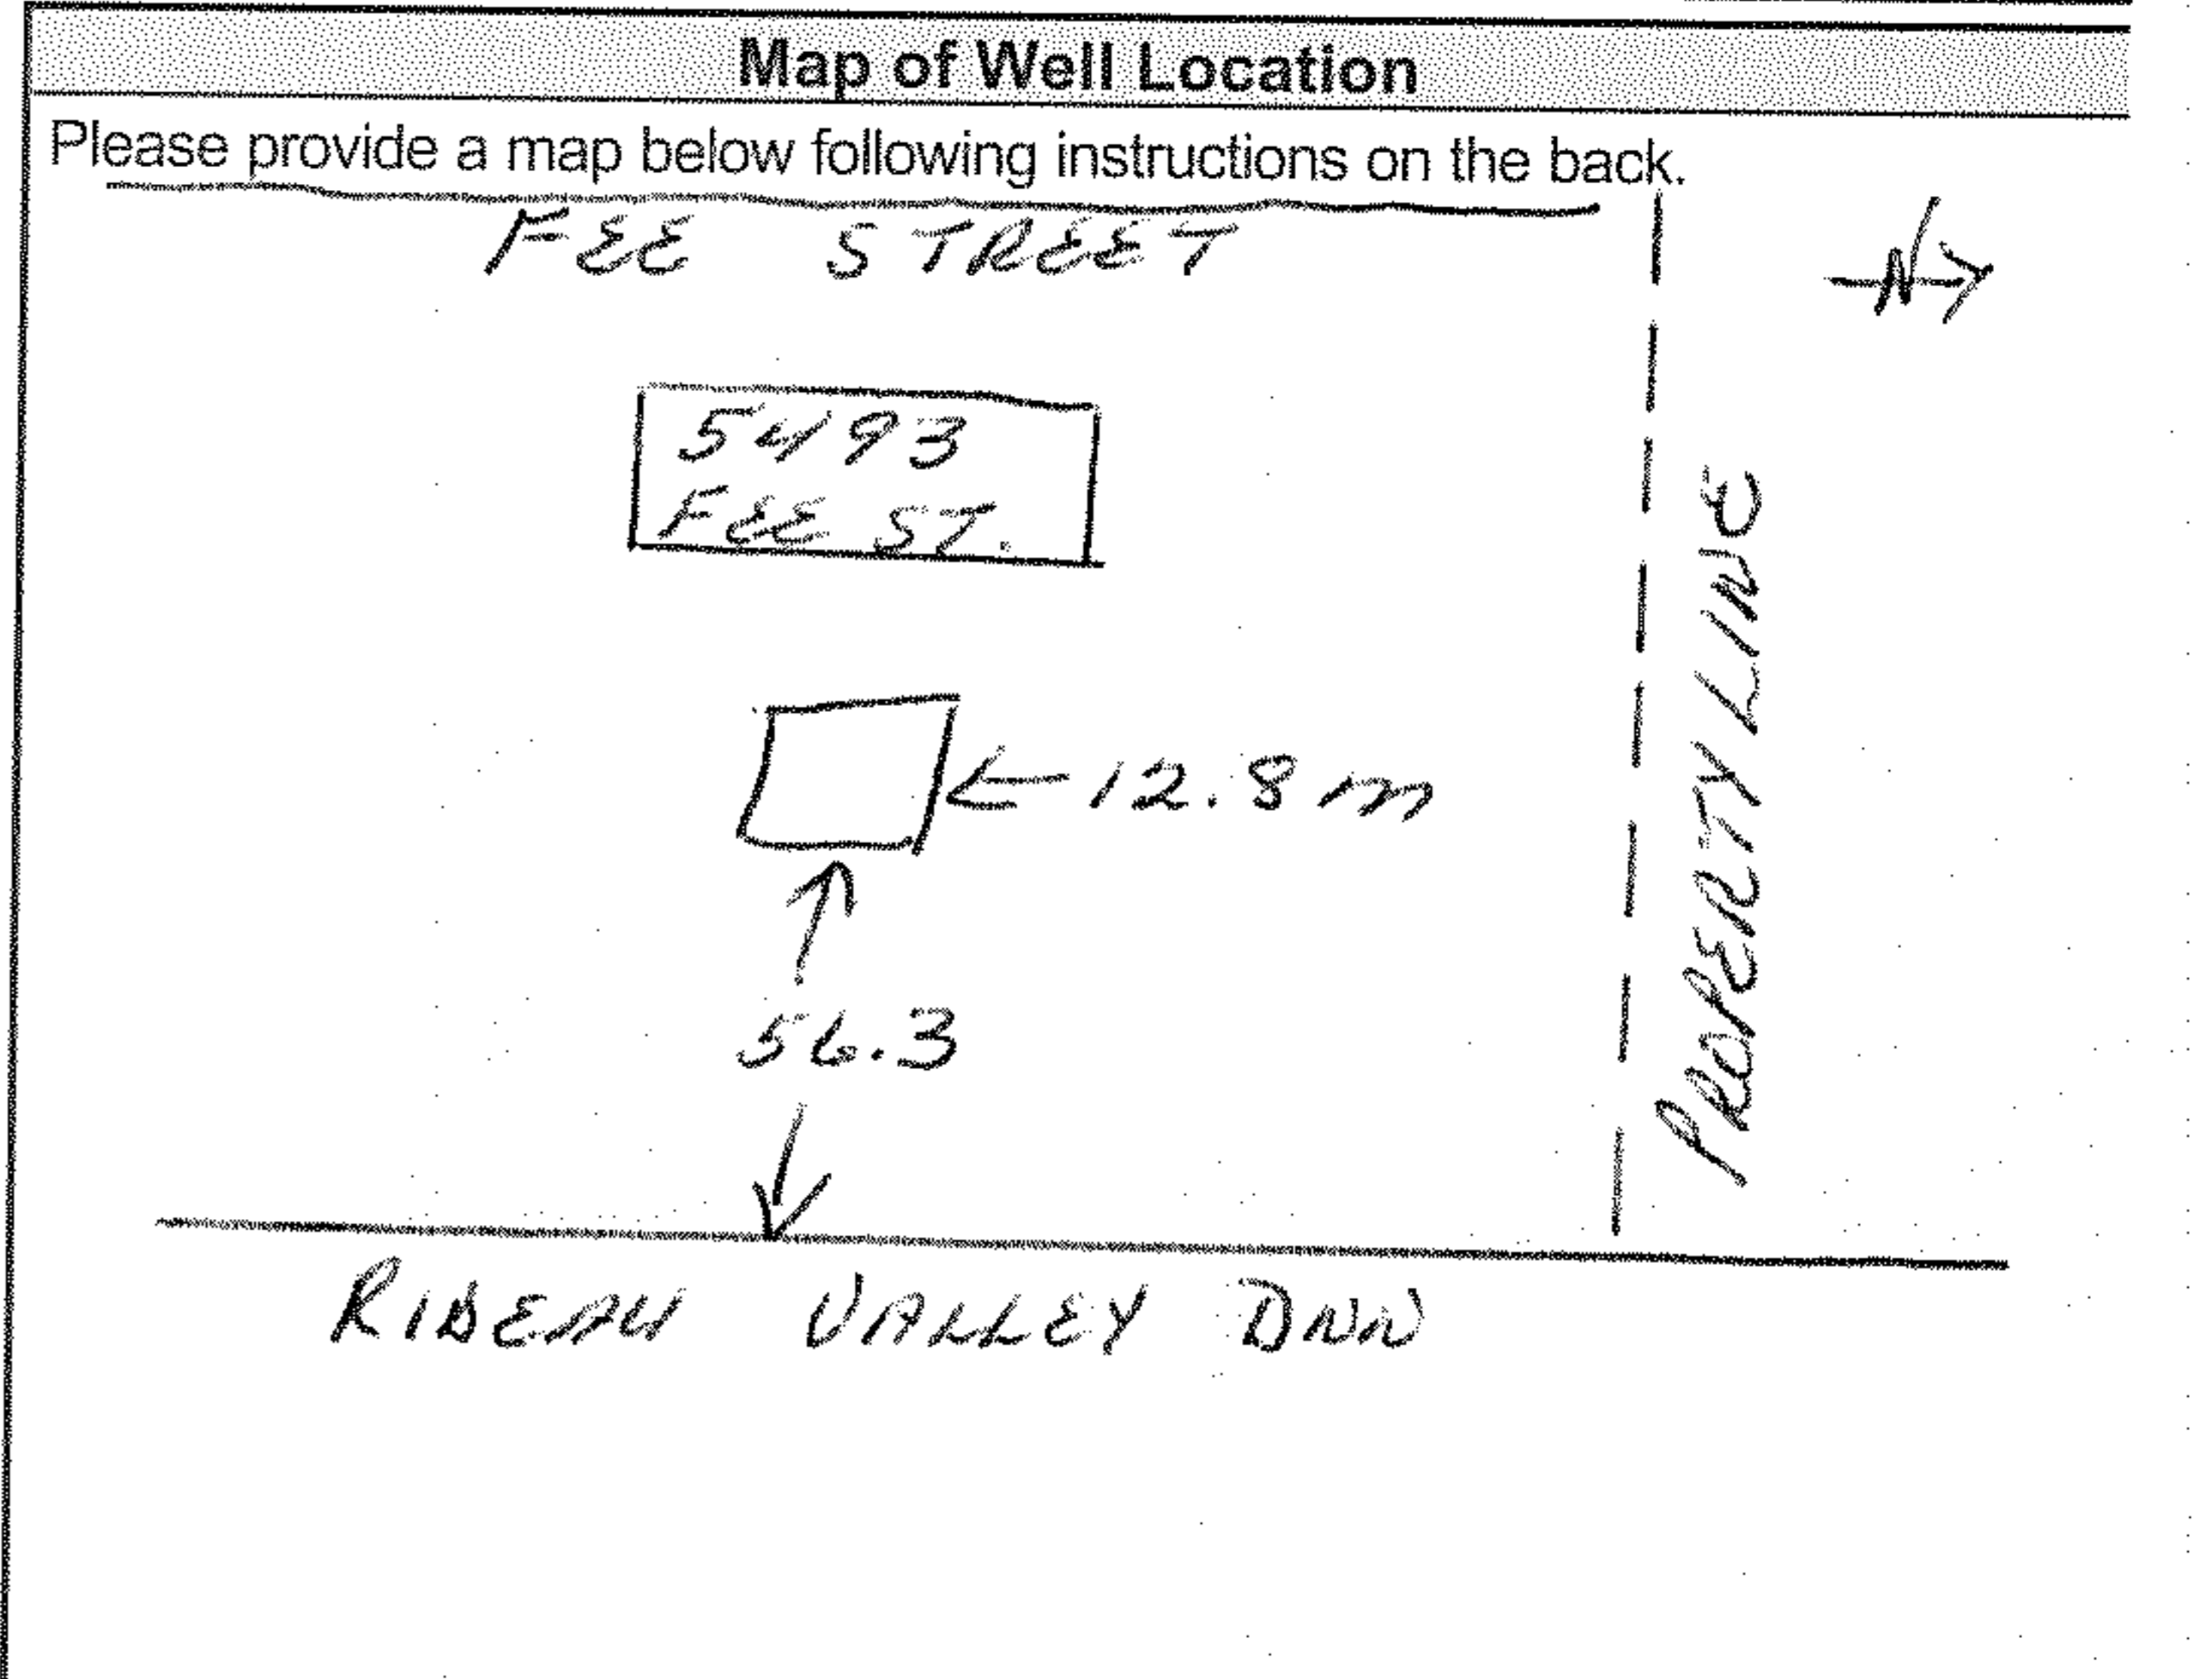 Map of Well Location
Please provide a map below following instructions on the back.
FEE STREET
N
5493
FEE ST.
12.8 m
56.3
PROPERTY LINE
RIDEAU VALLEY